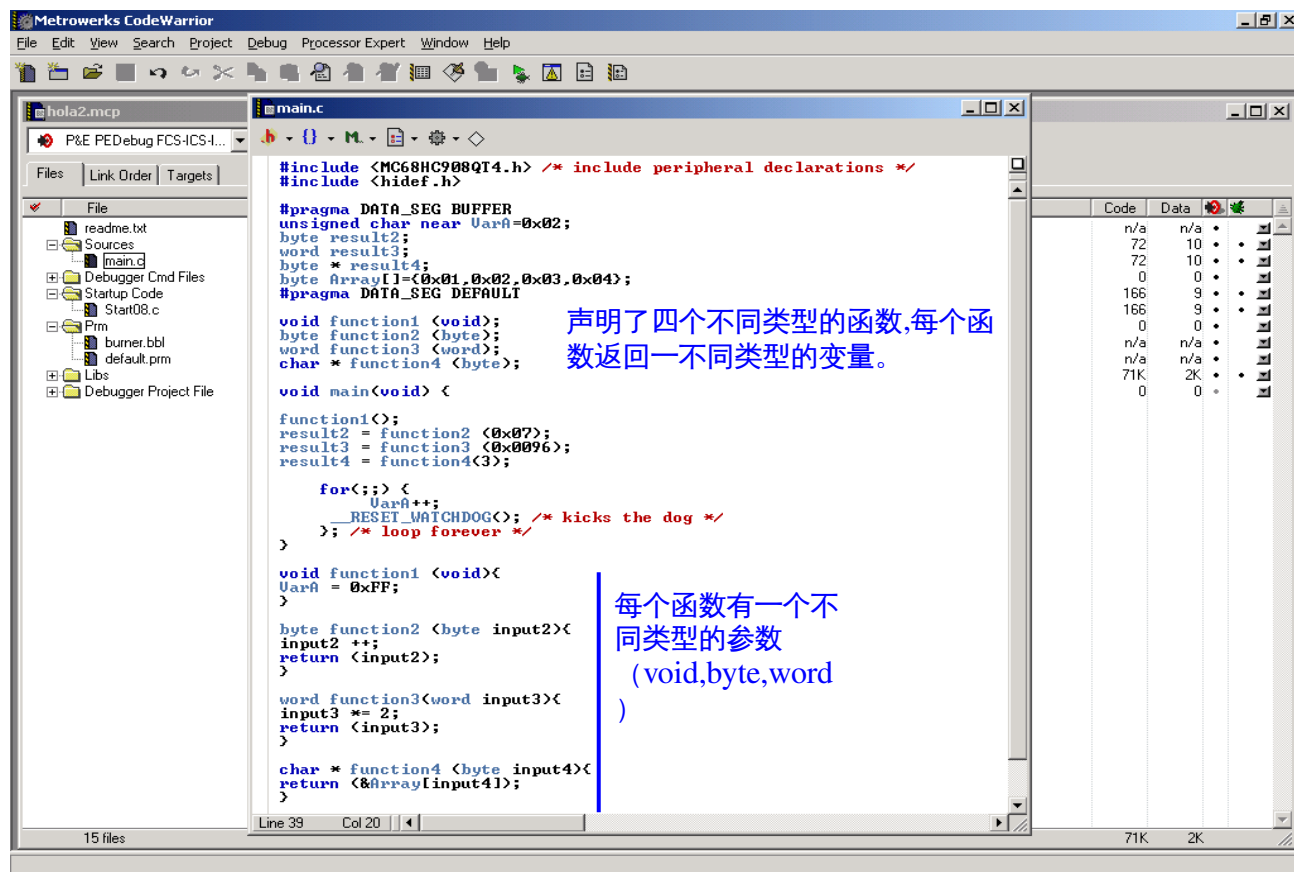 Metrowerks CodeWarrior
File Edit View Search Project Debug Processor Expert Window Help
hola2.mcp
P&E PEDebug FCS-ICS-I...
Files Link Order Targets
File Code Data
readme.txt n/a n/a
Sources 72 10
main.c 72 10
Debugger Cmd Files 0 0
Startup Code 166 9
Start08.c 166 9
Prm 0 0
burner.bbl n/a n/a
default.prm n/a n/a
Libs 71K 2K
Debugger Project File 0 0
15 files 71K 2K
main.c
#include <MC68HC908QT4.h> /* include peripheral declarations */
#include <hidef.h>
#pragma DATA_SEG BUFFER
unsigned char near VarA=0x02;
byte result2;
word result3;
byte * result4;
byte Array[]={0x01,0x02,0x03,0x04};
#pragma DATA_SEG DEFAULT
void function1 (void);
byte function2 (byte);
word function3 (word);
char * function4 (byte);
声明了四个不同类型的函数,每个函
数返回一不同类型的变量。
void main(void) {
function1();
result2 = function2 (0x07);
result3 = function3 (0x0096);
result4 = function4(3);
for(;;) {
VarA++;
__RESET_WATCHDOG(); /* kicks the dog */
}; /* loop forever */
}
void function1 (void){
VarA = 0xFF;
}
byte function2 (byte input2){
input2 ++;
return (input2);
}
word function3(word input3){
input3 *= 2;
return (input3);
}
char * function4 (byte input4){
return (&Array[input4]);
}
每个函数有一个不
同类型的参数
（void,byte,word
）
Line 39 Col 20